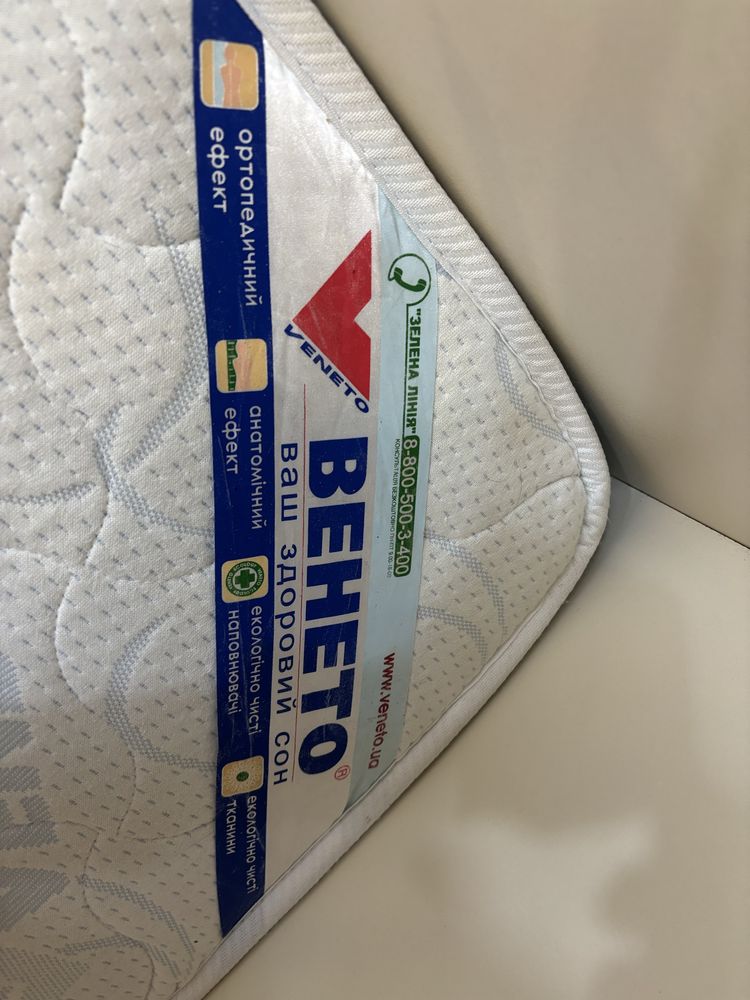 "ЗЕЛЕНА ЛІНІЯ" 8-800-500-3-400
www.veneto.ua
VENETO
ВЕНЕТО®
ваш здоровий сон
ортопедичний
ефект
анатомічний
ефект
екологічно чисті
наповнювачі
екологічно чисті
тканини